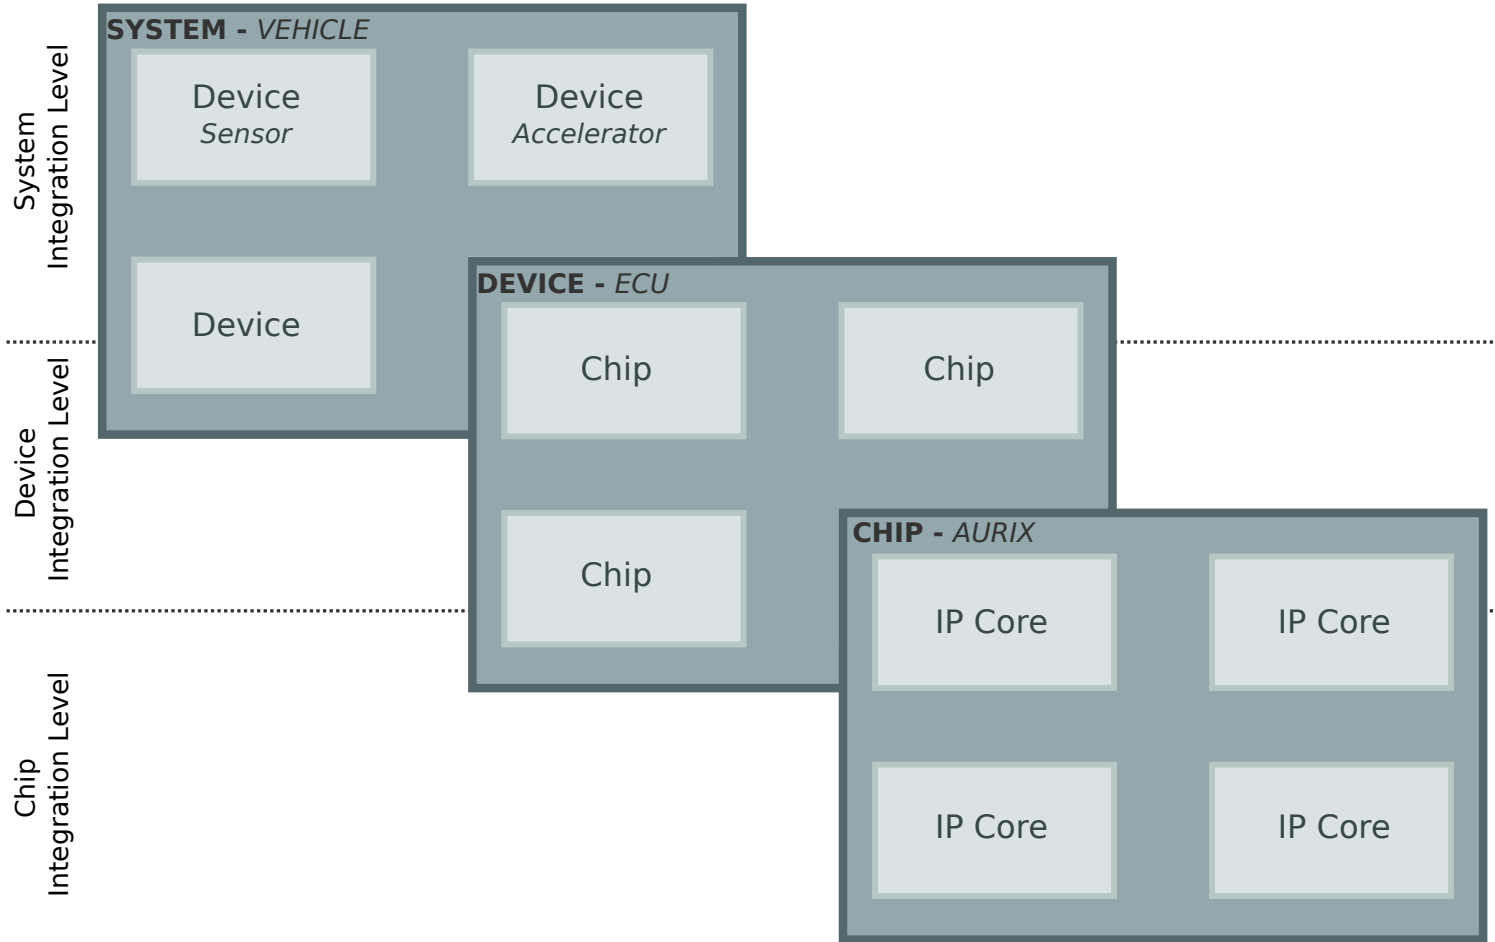 System
Integration Level
SYSTEM - VEHICLE
Device
Sensor
Device
Accelerator
Device
Device
Integration Level
DEVICE - ECU
Chip
Chip
Chip
Chip
Integration Level
CHIP - AURIX
IP Core
IP Core
IP Core
IP Core